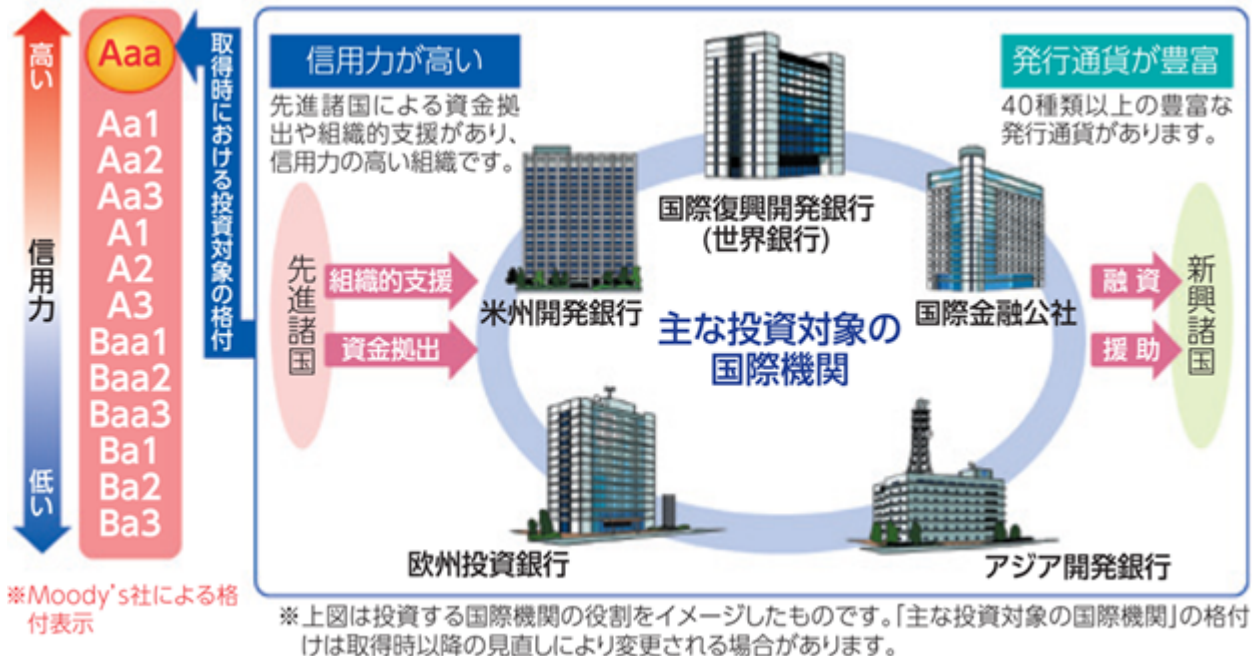 高い
信用力
低い
Aaa
Aa1
Aa2
Aa3
A1
A2
A3
Baa1
Baa2
Baa3
Ba1
Ba2
Ba3
※Moody's社による格
付表示
取得時における投資対象の格付
信用力が高い
先進諸国による資金拠
出や組織的支援があり、
信用力の高い組織です。
発行通貨が豊富
40種類以上の豊富な
発行通貨があります。
先進諸国
組織的支援
資金拠出
国際復興開発銀行
(世界銀行)
米州開発銀行
国際金融公社
主な投資対象の
国際機関
融資
援助
新興諸国
欧州投資銀行
アジア開発銀行
※上図は投資する国際機関の役割をイメージしたものです。「主な投資対象の国際機関」の格付
けは取得時以降の見直しにより変更される場合があります。